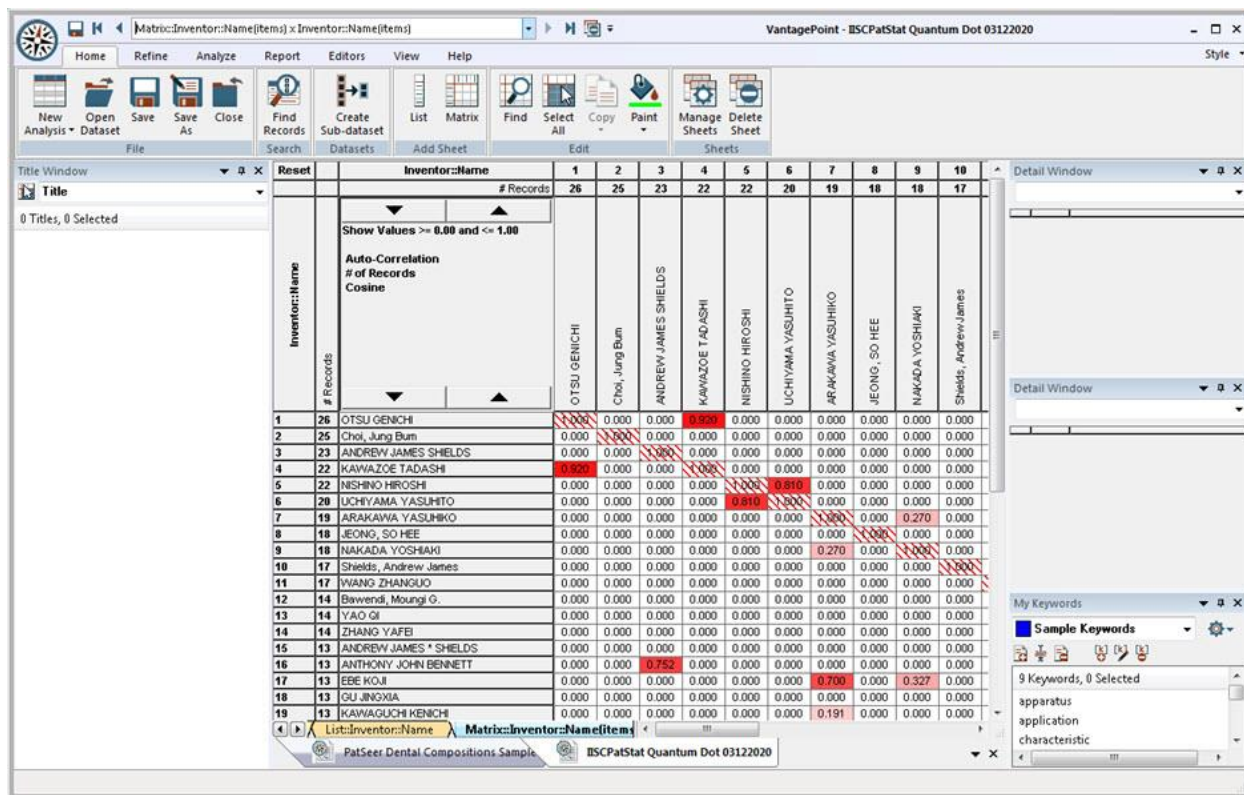 Matrix::Inventor::Name(items) x Inventor::Name(items)
VantagePoint - IISCPatStat Quantum Dot 03122020
Home Refine Analyze Report Editors View Help Style
New Analysis Open Dataset Save Save As Close Find Records Create Sub-dataset List Matrix Find Select All Copy Paint Manage Sheets Delete Sheet
File Search Datasets Add Sheet Edit Sheets
Title Window
Title
0 Titles, 0 Selected
Reset Inventor::Name 1 2 3 4 5 6 7 8 9 10
# Records 26 25 23 22 22 20 19 18 18 17
Inventor::Name
# Records
Show Values >= 0.00 and <= 1.00
Auto-Correlation
# of Records
Cosine
OTSU GENICHI
Choi, Jung Bum
ANDREW JAMES SHIELDS
KAWAZOE TADASHI
NISHINO HIROSHI
UCHIYAMA YASUHITO
ARAKAWA YASUHIKO
JEONG, SO HEE
NAKADA YOSHIAKI
Shields, Andrew James
1 26 OTSU GENICHI 1.000 0.000 0.000 0.920 0.000 0.000 0.000 0.000 0.000 0.000
2 25 Choi, Jung Bum 0.000 1.000 0.000 0.000 0.000 0.000 0.000 0.000 0.000 0.000
3 23 ANDREW JAMES SHIELDS 0.000 0.000 1.000 0.000 0.000 0.000 0.000 0.000 0.000 0.000
4 22 KAWAZOE TADASHI 0.920 0.000 0.000 1.000 0.000 0.000 0.000 0.000 0.000 0.000
5 22 NISHINO HIROSHI 0.000 0.000 0.000 0.000 1.000 0.810 0.000 0.000 0.000 0.000
6 20 UCHIYAMA YASUHITO 0.000 0.000 0.000 0.000 0.810 1.000 0.000 0.000 0.000 0.000
7 19 ARAKAWA YASUHIKO 0.000 0.000 0.000 0.000 0.000 0.000 1.000 0.000 0.270 0.000
8 18 JEONG, SO HEE 0.000 0.000 0.000 0.000 0.000 0.000 0.000 1.000 0.000 0.000
9 18 NAKADA YOSHIAKI 0.000 0.000 0.000 0.000 0.000 0.000 0.270 0.000 1.000 0.000
10 17 Shields, Andrew James 0.000 0.000 0.000 0.000 0.000 0.000 0.000 0.000 0.000 1.000
11 17 WANG ZHANGUO 0.000 0.000 0.000 0.000 0.000 0.000 0.000 0.000 0.000 0.000
12 14 Bawendi, Moungi G. 0.000 0.000 0.000 0.000 0.000 0.000 0.000 0.000 0.000 0.000
13 14 YAO QI 0.000 0.000 0.000 0.000 0.000 0.000 0.000 0.000 0.000 0.000
14 14 ZHANG YAFEI 0.000 0.000 0.000 0.000 0.000 0.000 0.000 0.000 0.000 0.000
15 13 ANDREW JAMES * SHIELDS 0.000 0.000 0.000 0.000 0.000 0.000 0.000 0.000 0.000 0.000
16 13 ANTHONY JOHN BENNETT 0.000 0.000 0.752 0.000 0.000 0.000 0.000 0.000 0.000 0.000
17 13 EBE KOJI 0.000 0.000 0.000 0.000 0.000 0.000 0.700 0.000 0.327 0.000
18 13 GU JINGXIA 0.000 0.000 0.000 0.000 0.000 0.000 0.000 0.000 0.000 0.000
19 13 KAWAGUCHI KENICHI 0.000 0.000 0.000 0.000 0.000 0.000 0.191 0.000 0.000 0.000
List::Inventor::Name Matrix::Inventor::Name(items
PatSeer Dental Compositions Sample IISCPatStat Quantum Dot 03122020
Detail Window
Detail Window
My Keywords
Sample Keywords
9 Keywords, 0 Selected
apparatus
application
characteristic